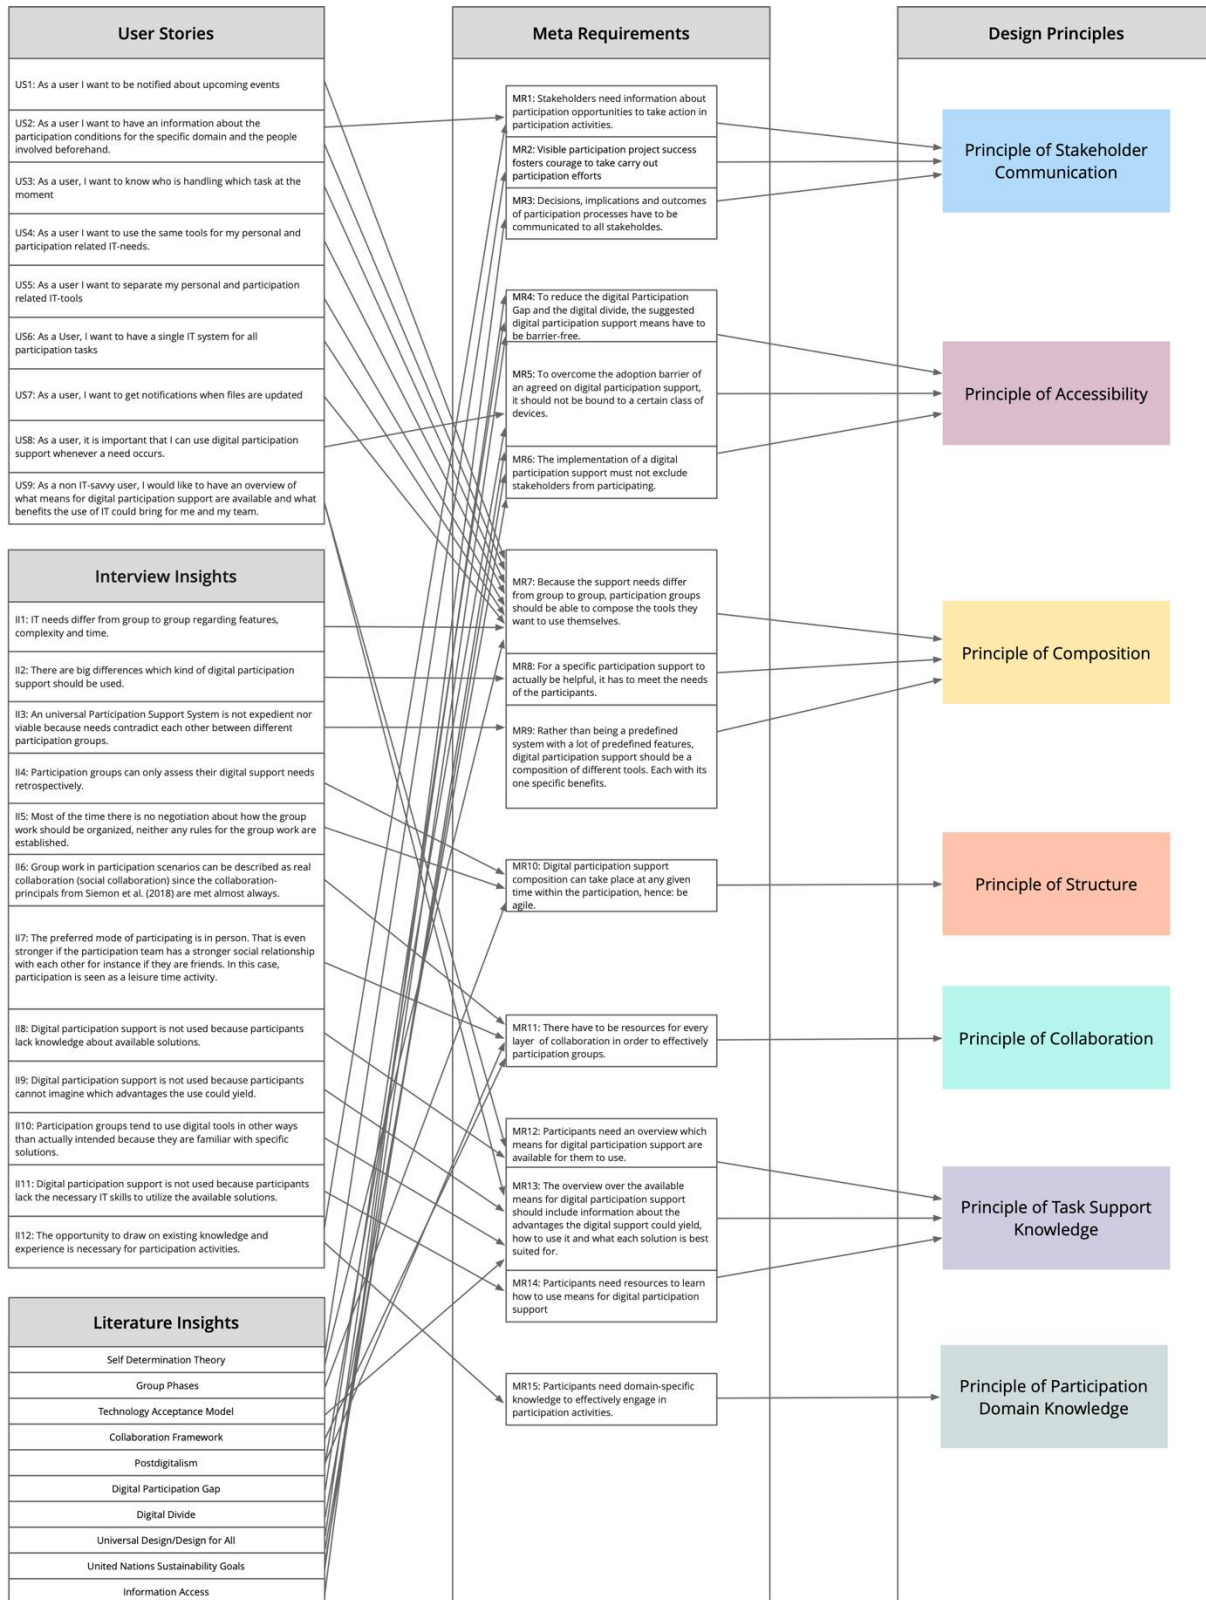 User Stories
US1: As a user I want to be notified about upcoming events
US2: As a user I want to have an information about the
participation conditions for the specific domain and the people
involved beforehand.
US3: As a user, I want to know who is handling which task at the
moment
US4: As a user I want to use the same tools for my personal and
participation related IT-needs.
US5: As a user I want to separate my personal and participation
related IT-tools
US6: As a User, I want to have a single IT system for all
participation tasks
US7: As a user, I want to get notifications when files are updated
US8: As a user, it is important that I can use digital participation
support whenever a need occurs.
US9: As a non IT-savvy user, I would like to have an overview of
what means for digital participation support are available and what
benefits the use of IT could bring for me and my team.
Interview Insights
II1: IT needs differ from group to group regarding features,
complexity and time.
II2: There are big differences which kind of digital participation
support should be used.
II3: An universal Participation Support System is not expedient nor
viable because needs contradict each other between different
participation groups.
II4: Participation groups can only assess their digital support needs
retrospectively.
II5: Most of the time there is no negotiation about how the group
work should be organized, neither any rules for the group work are
established.
II6: Group work in participation scenarios can be described as real
collaboration (social collaboration) since the collaboration-
principals from Siemon et al. (2018) are met almost always.
II7: The preferred mode of participating is in person. That is even
stronger if the participation team has a stronger social relationship
with each other for instance if they are friends. In this case,
participation is seen as a leisure time activity.
II8: Digital participation support is not used because participants
lack knowledge about available solutions.
II9: Digital participation support is not used because participants
cannot imagine which advantages the use could yield.
II10: Participation groups tend to use digital tools in other ways
than actually intended because they are familiar with specific
solutions.
II11: Digital participation support is not used because participants
lack the necessary IT skills to utilize the available solutions.
II12: The opportunity to draw on existing knowledge and
experience is necessary for participation activities.
Literature Insights
Self Determination Theory
Group Phases
Technology Acceptance Model
Collaboration Framework
Postdigitalism
Digital Participation Gap
Digital Divide
Universal Design/Design for All
United Nations Sustainability Goals
Information Access
Meta Requirements
MR1: Stakeholders need information about
participation opportunities to take action in
participation activities.
MR2: Visible participation project success
fosters courage to take carry out
participation efforts
MR3: Decisions, implications and outcomes
of participation processes have to be
communicated to all stakeholdes.
MR4: To reduce the digital Participation
Gap and the digital divide, the suggested
digital participation support means have to
be barrier-free.
MR5: To overcome the adoption barrier of
an agreed on digital participation support,
it should not be bound to a certain class of
devices.
MR6: The implementation of a digital
participation support must not exclude
stakeholders from participating.
MR7: Because the support needs differ
from group to group, participation groups
should be able to compose the tools they
want to use themselves.
MR8: For a specific participation support to
actually be helpful, it has to meet the needs
of the participants.
MR9: Rather than being a predefined
system with a lot of predefined features,
digital participation support should be a
composition of different tools. Each with its
one specific benefits.
MR10: Digital participation support
composition can take place at any given
time within the participation, hence: be
agile.
MR11: There have to be resources for every
layer of collaboration in order to effectively
participation groups.
MR12: Participants need an overview which
means for digital participation support are
available for them to use.
MR13: The overview over the available
means for digital participation support
should include information about the
advantages the digital support could yield,
how to use it and what each solution is best
suited for.
MR14: Participants need resources to learn
how to use means for digital participation
support
MR15: Participants need domain-specific
knowledge to effectively engage in
participation activities.
Design Principles
Principle of Stakeholder
Communication
Principle of Accessibility
Principle of Composition
Principle of Structure
Principle of Collaboration
Principle of Task Support
Knowledge
Principle of Participation
Domain Knowledge